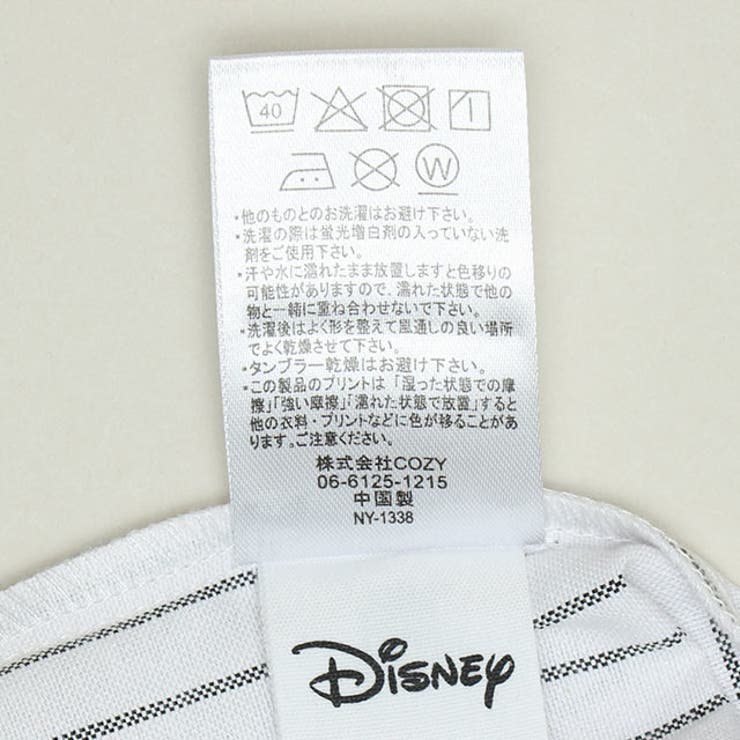 40
W
・他のものとのお洗濯はお避け下さい。
・洗濯の際は蛍光増白剤の入っていない洗
剤をご使用下さい。
・汗や水に濡れたまま放置しますと色移りの
可能性がありますので、濡れた状態で他の
物と一緒に重ね合わせないで下さい。
・洗濯後はよく形を整えて風通しの良い場所
でよく乾燥させて下さい。
・タンブラー乾燥はお避け下さい。
・この製品のプリントは「湿った状態での摩
擦」「強い摩擦」「濡れた状態で放置」すると
他の衣料・プリントなどに色が移ることがあ
ります。ご注意ください。
株式会社COZY
06-6125-1215
中国製
NY-1338
Disney